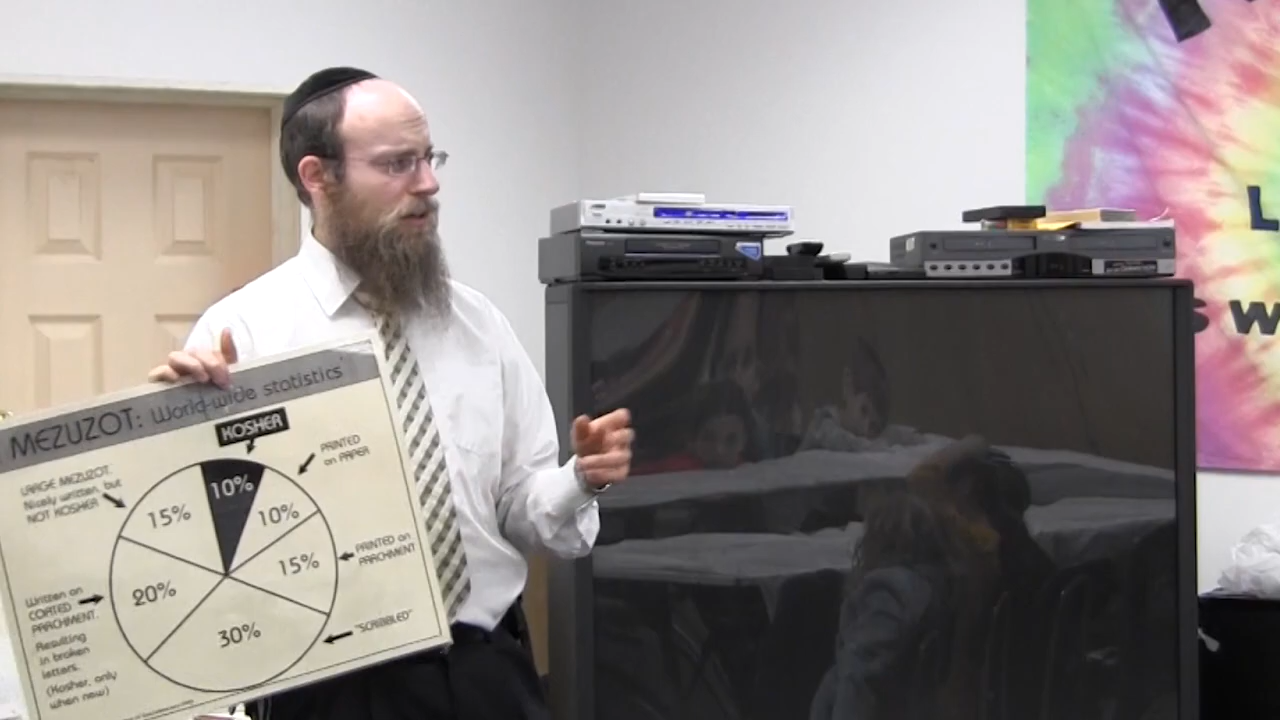 MEZUZOT: World-wide statistics
KOSHER
PRINTED
on PAPER
LARGE MEZUZOT.
Nicely written, but
NOT KOSHER
10%
15%
10%
PRINTED on
PARCHMENT
15%
20%
Written on
COATED
PARCHMENT.
Resulting
in broken
letters.
(Kosher, only
when new)
30%
"SCRIBBLED"
L
SW